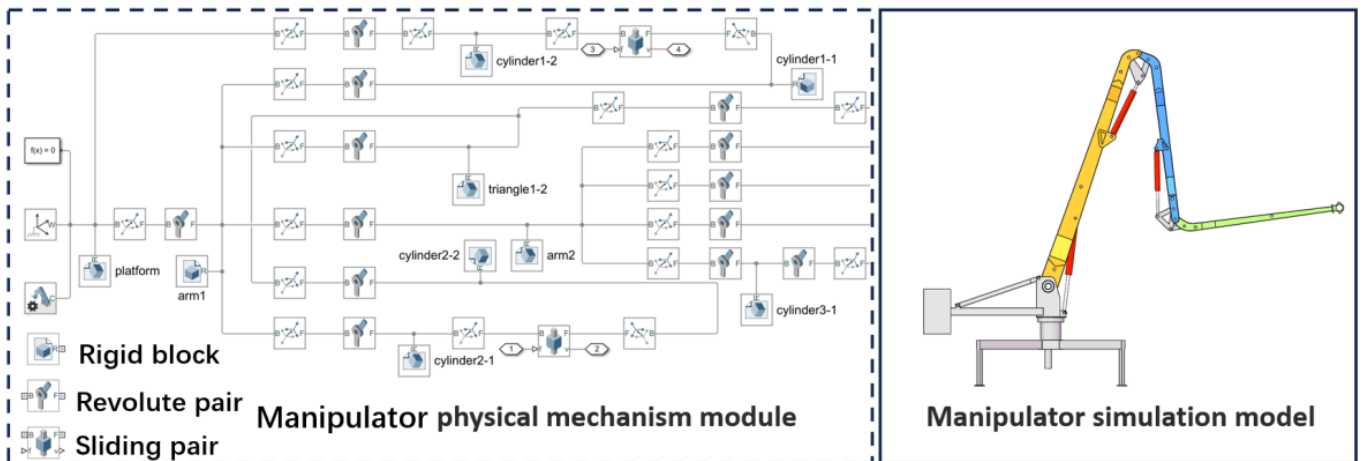 B F B F B F B F B F F B
3 f v 4
R
cylinder1-2
cylinder1-1
R
B F B F
B F B F B
f(x) = 0
B F B F B F B F
R
triangle1-2
B F B F
W B F B F B F B F B F B F
cylinder2-2
R platform R
arm1
R
R arm2
B F B F B F B F B
C
B F B F
R
cylinder3-1
B F B F B F B F F B
1 f v 2
R
cylinder2-1
R Rigid block
B F Revolute pair
B F f v Sliding pair
Manipulator physical mechanism module
Manipulator simulation model